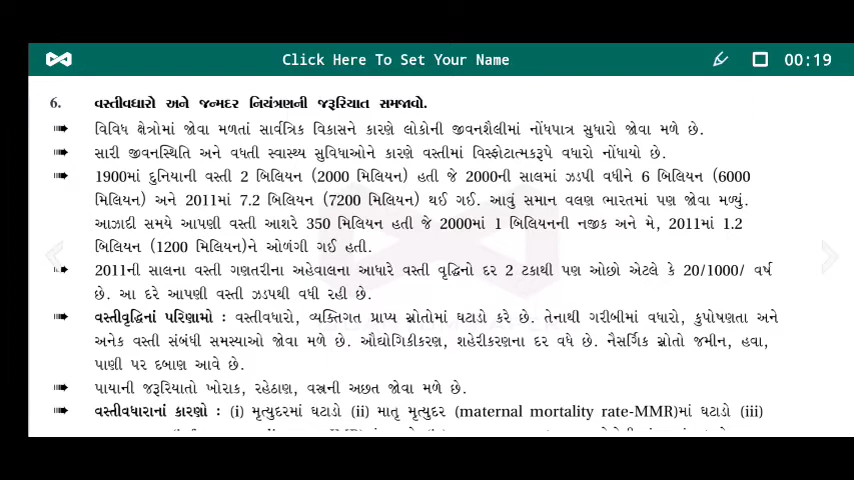 Click Here To Set Your Name
00:19
6. વસ્તીવધારો અને જન્મદર નિયંત્રણની જરૂરિયાત સમજાવો.
વિવિધ ક્ષેત્રોમાં જોવા મળતાં સાર્વત્રિક વિકાસને કારણે લોકોની જીવનશૈલીમાં નોંધપાત્ર સુધારો જોવા મળે છે.
સારી જીવનસ્થિતિ અને વધતી સ્વાસ્થ્ય સુવિધાઓને કારણે વસ્તીમાં વિસ્ફોટાત્મકરૂપે વધારો નોંધાયો છે.
1900માં દુનિયાની વસ્તી 2 બિલિયન (2000 મિલિયન) હતી જે 2000ની સાલમાં ઝડપી વધીને 6 બિલિયન (6000
મિલિયન) અને 2011માં 7.2 બિલિયન (7200 મિલિયન) થઈ ગઈ. આવું સમાન વલણ ભારતમાં પણ જોવા મળ્યું.
આઝાદી સમયે આપણી વસ્તી આશરે 350 મિલિયન હતી જે 2000માં 1 બિલિયનની નજીક અને મે, 2011માં 1.2
બિલિયન (1200 મિલિયન)ને ઓળંગી ગઈ હતી.
2011ની સાલના વસ્તી ગણતરીના અહેવાલના આધારે વસ્તી વૃદ્ધિનો દર 2 ટકાથી પણ ઓછો એટલે કે 20/1000/ વર્ષ
છે. આ દરે આપણી વસ્તી ઝડપથી વધી રહી છે.
વસ્તીવૃદ્ધિનાં પરિણામો : વસ્તીવધારો, વ્યક્તિગત પ્રાપ્ય સ્રોતોમાં ઘટાડો કરે છે. તેનાથી ગરીબીમાં વધારો, કુપોષણતા અને
અનેક વસ્તી સંબંધી સમસ્યાઓ જોવા મળે છે. ઔદ્યોગિકીકરણ, શહેરીકરણના દર વધે છે. નૈસર્ગિક સ્રોતો જમીન, હવા,
પાણી પર દબાણ આવે છે.
પાયાની જરૂરિયાતો ખોરાક, રહેઠાણ, વસ્ત્રની અછત જોવા મળે છે.
વસ્તીવધારાનાં કારણો : (i) મૃત્યુદરમાં ઘટાડો (ii) માતૃ મૃત્યુદર (maternal mortality rate-MMR)માં ઘટાડો (iii)